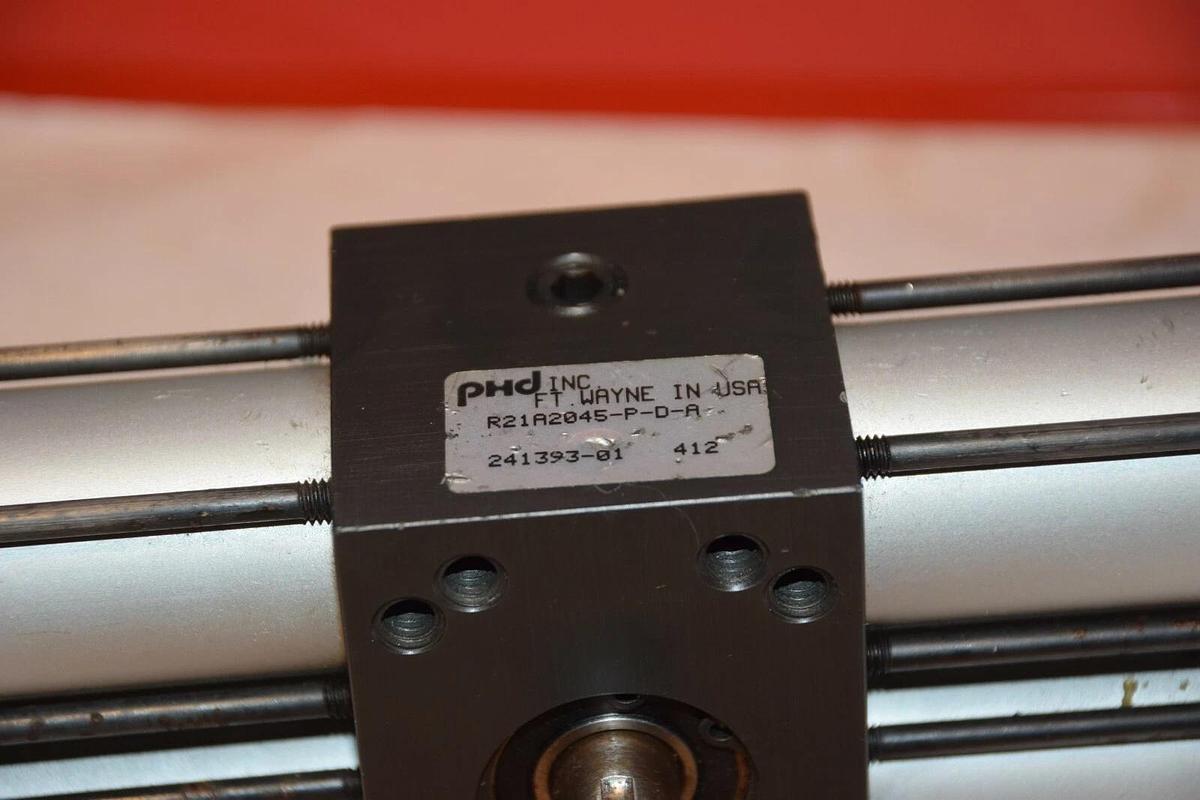 PHD INC.
FT. WAYNE IN USA
R21A2045-P-D-A
241393-01 412